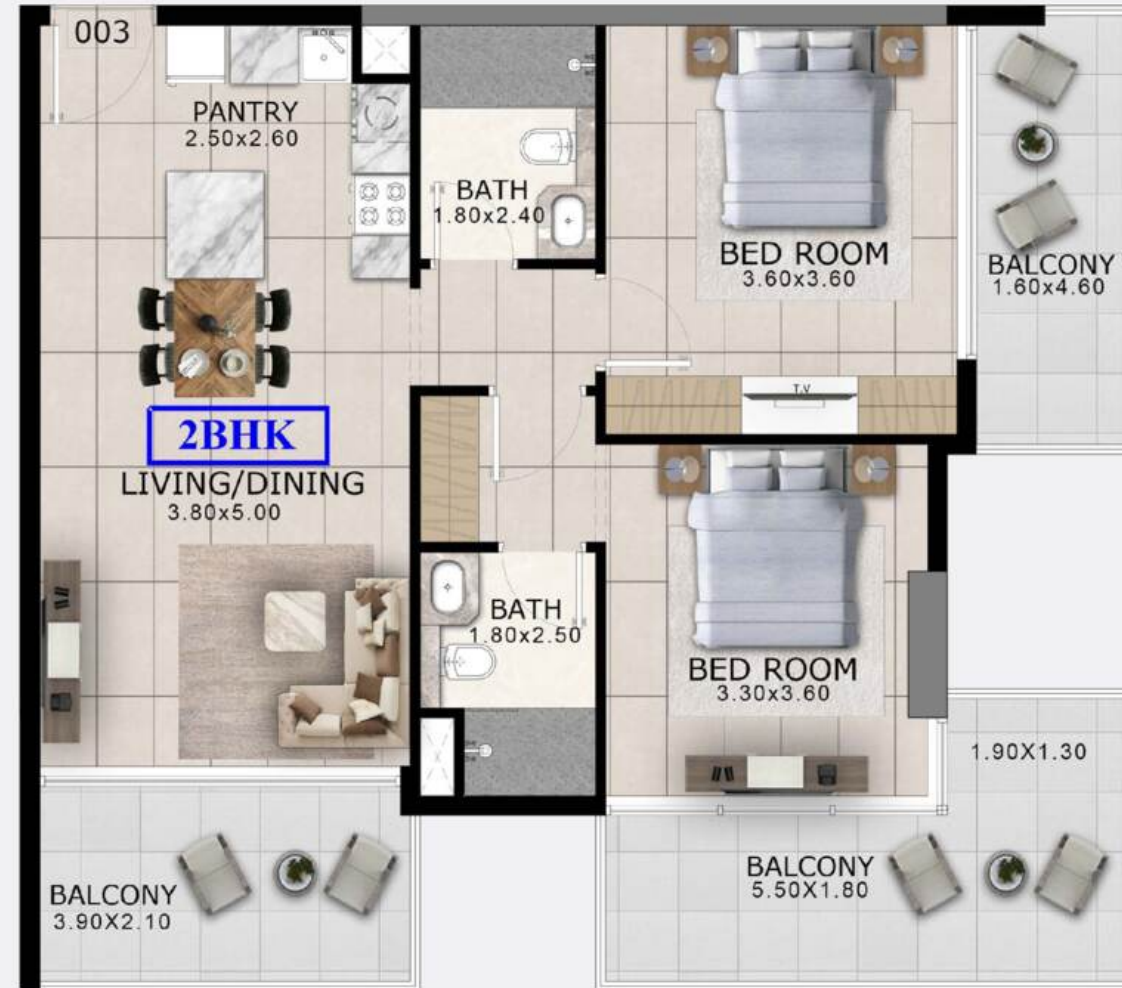 003
PANTRY
2.50x2.60
BATH
1.80x2.40
BED ROOM
3.60x3.60
BALCONY
1.60x4.60
T.V
2BHK
LIVING/DINING
3.80x5.00
BATH
1.80x2.50
BED ROOM
3.30x3.60
1.90X1.30
BALCONY
3.90X2.10
BALCONY
5.50X1.80